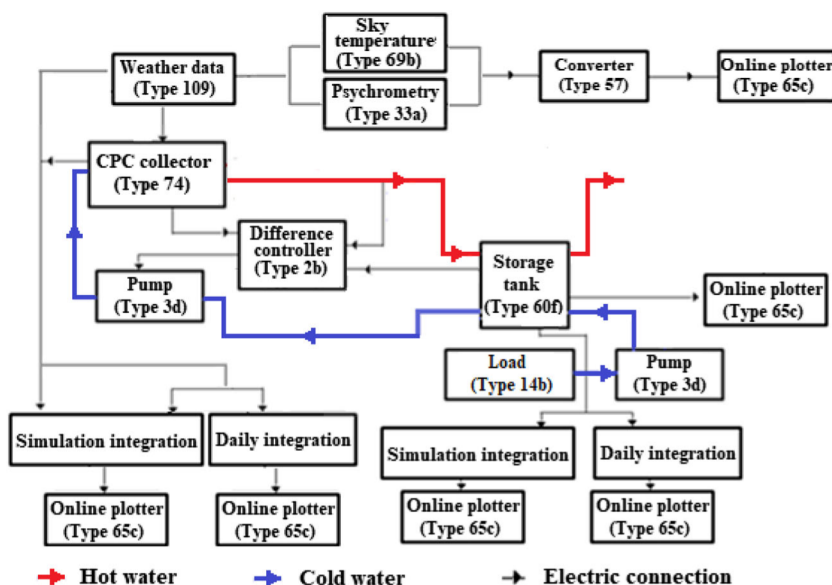 Sky
temperature
(Type 69b)
Weather data
(Type 109)
Psychrometry
(Type 33a)
Converter
(Type 57)
Online plotter
(Type 65c)
CPC collector
(Type 74)
Difference
controller
(Type 2b)
Storage
tank
(Type 60f)
Pump
(Type 3d)
Online plotter
(Type 65c)
Load
(Type 14b)
Pump
(Type 3d)
Simulation integration
Daily integration
Simulation integration
Daily integration
Online plotter
(Type 65c)
Online plotter
(Type 65c)
Online plotter
(Type 65c)
Online plotter
(Type 65c)
Hot water
Cold water
Electric connection